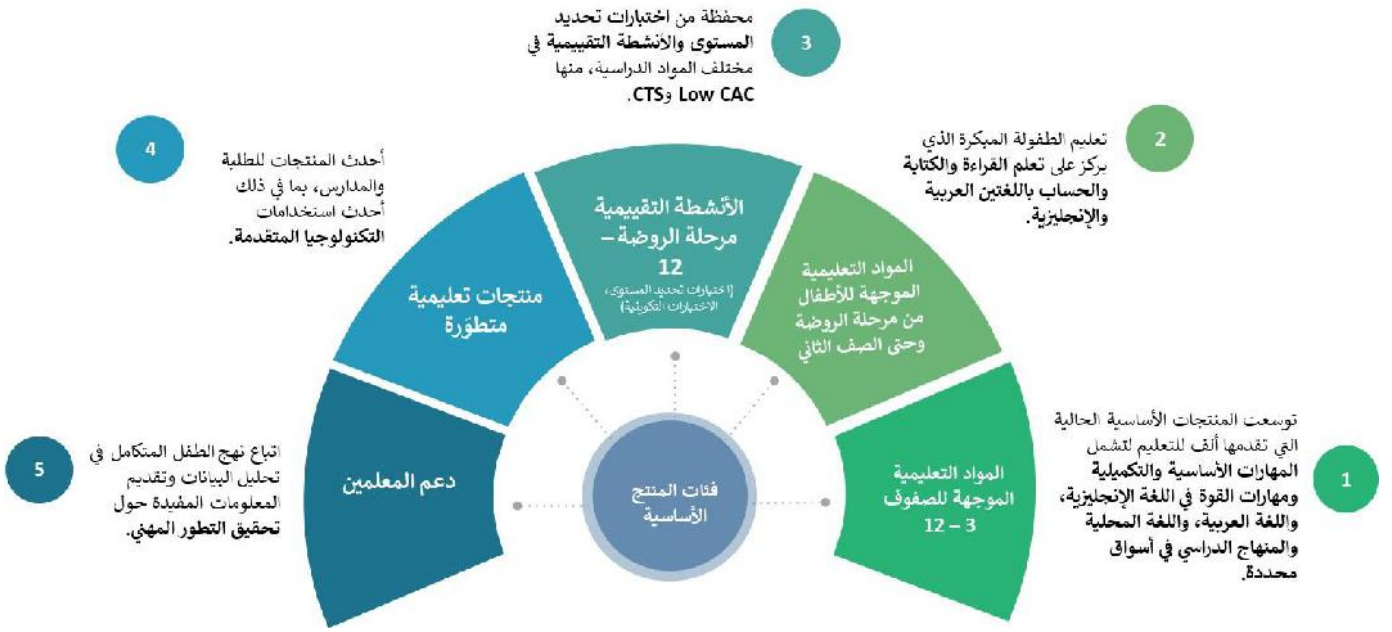 فئات المنتج
الأساسية
1
توسعت المنتجات الأساسية الحالية
التي تقدمها ألف للتعليم لتشمل
المهارات الأساسية والتكميلية
ومهارات القوة في اللغة الإنجليزية،
واللغة العربية، واللغة المحلية
والمنهاج الدراسي في أسواق
محددة.
المواد التعليمية
الموجهة للصفوف
3 – 12
2
تعليم الطفولة المبكرة الذي
يركز على تعلم القراءة والكتابة
والحساب باللغتين العربية
والإنجليزية.
المواد التعليمية
الموجهة للأطفال
من مرحلة الروضة
وحتى الصف الثاني
3
محفظة من اختبارات تحديد
المستوى والأنشطة التقييمية في
مختلف المواد الدراسية، منها
Low CAC وCTS.
الأنشطة التقييمية
مرحلة الروضة –
12
(اختبارات تحديد المستوى،
الاختبارات التكوينية)
4
أحدث المنتجات للطلبة
والمدارس، بما في ذلك
أحدث استخدامات
التكنولوجيا المتقدمة.
منتجات تعليمية
متطوّرة
5
اتباع نهج الطفل المتكامل في
تحليل البيانات وتقديم
المعلومات المفيدة حول
تحقيق التطور المهني.
دعم المعلمين